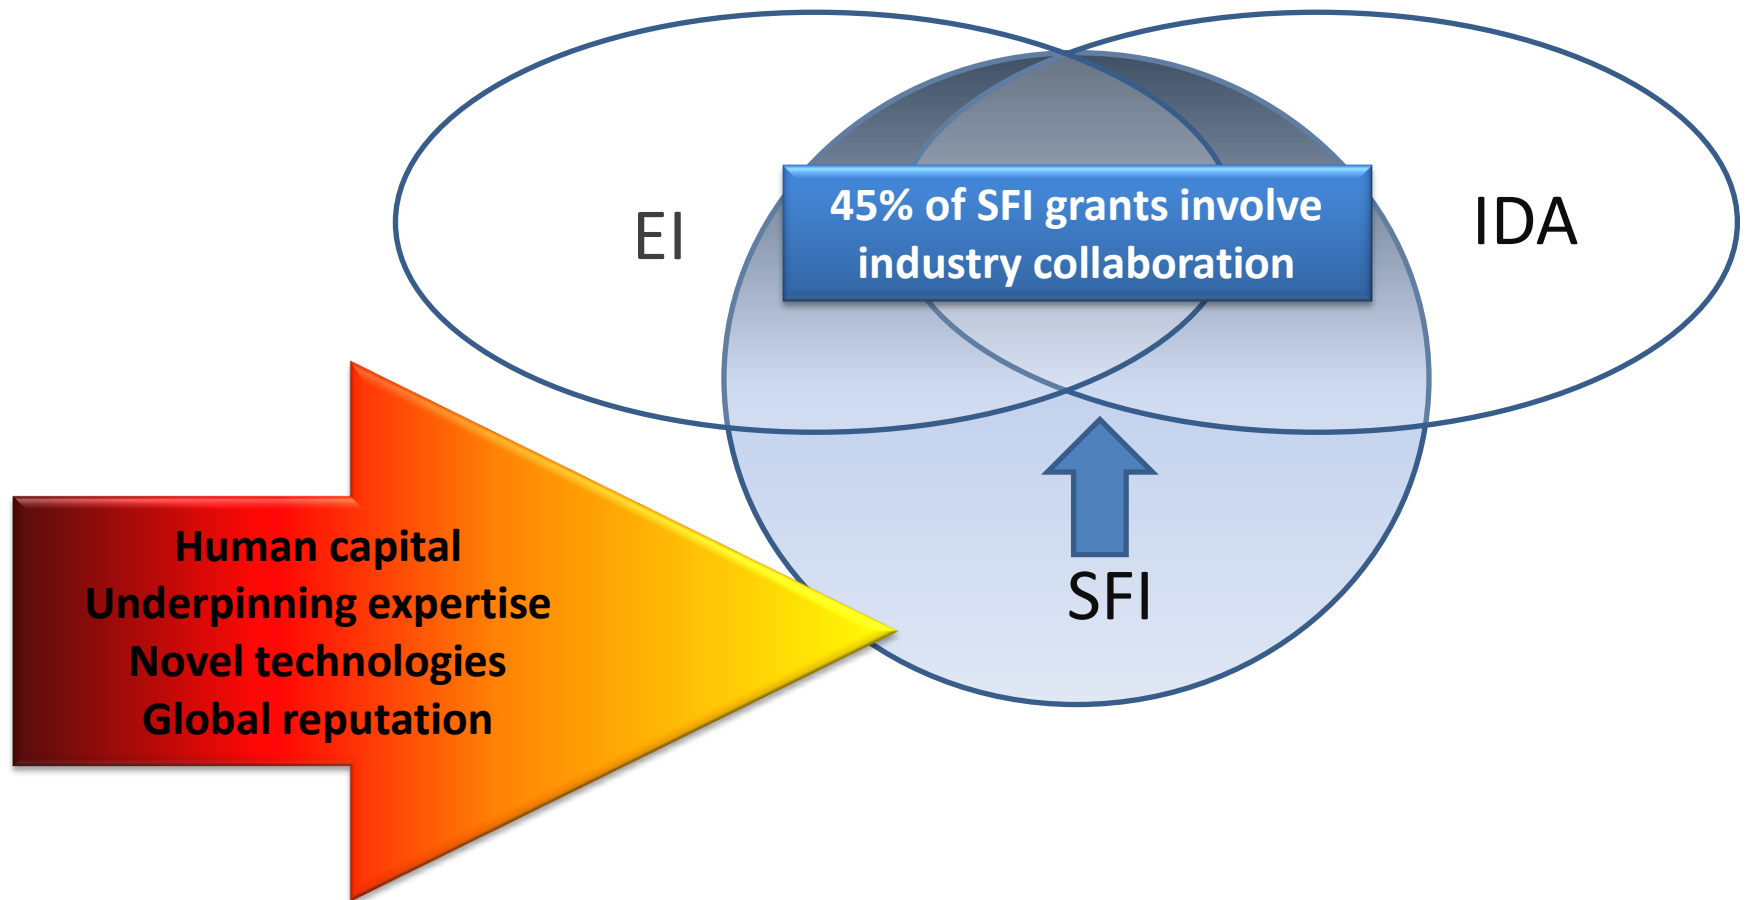 EI
45% of SFI grants involve
industry collaboration
IDA
SFI
Human capital
Underpinning expertise
Novel technologies
Global reputation